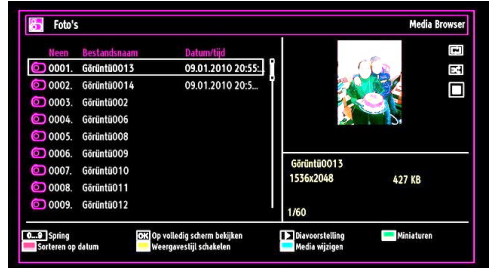 Foto's
Media Browser
Neen Bestandsnaam Datum/tijd
0001. Görüntü0013 09.01.2010 20:55:...
0002. Görüntü0014 09.01.2010 20:5...
0003. Görüntü002
0004. Görüntü006
0005. Görüntü008
0006. Görüntü009
0007. Görüntü010
0008. Görüntü011
0009. Görüntü012
Görüntü0013
1536x2048 427 KB
1/60
0...9 Spring OK Op volledig scherm bekijken Diavoorstelling Miniaturen
Sorteren op datum Weergavestijl schakelen Media wijzigen